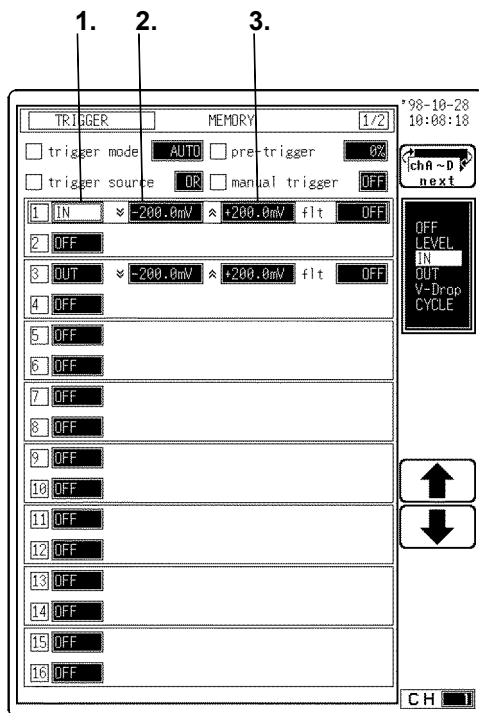 1. 2. 3.
'98-10-28
10:08:18
TRIGGER MEMORY 1/2
trigger mode AUTO pre-trigger 0%
trigger source OR manual trigger OFF
chA~D
next
1 IN -200.0mV +200.0mV flt OFF
2 OFF
3 OUT -200.0mV +200.0mV flt OFF
4 OFF
5 OFF
6 OFF
7 OFF
8 OFF
9 OFF
10 OFF
11 OFF
12 OFF
13 OFF
14 OFF
15 OFF
16 OFF
OFF
LEVEL
IN
OUT
V-Drop
CYCLE
CH 1